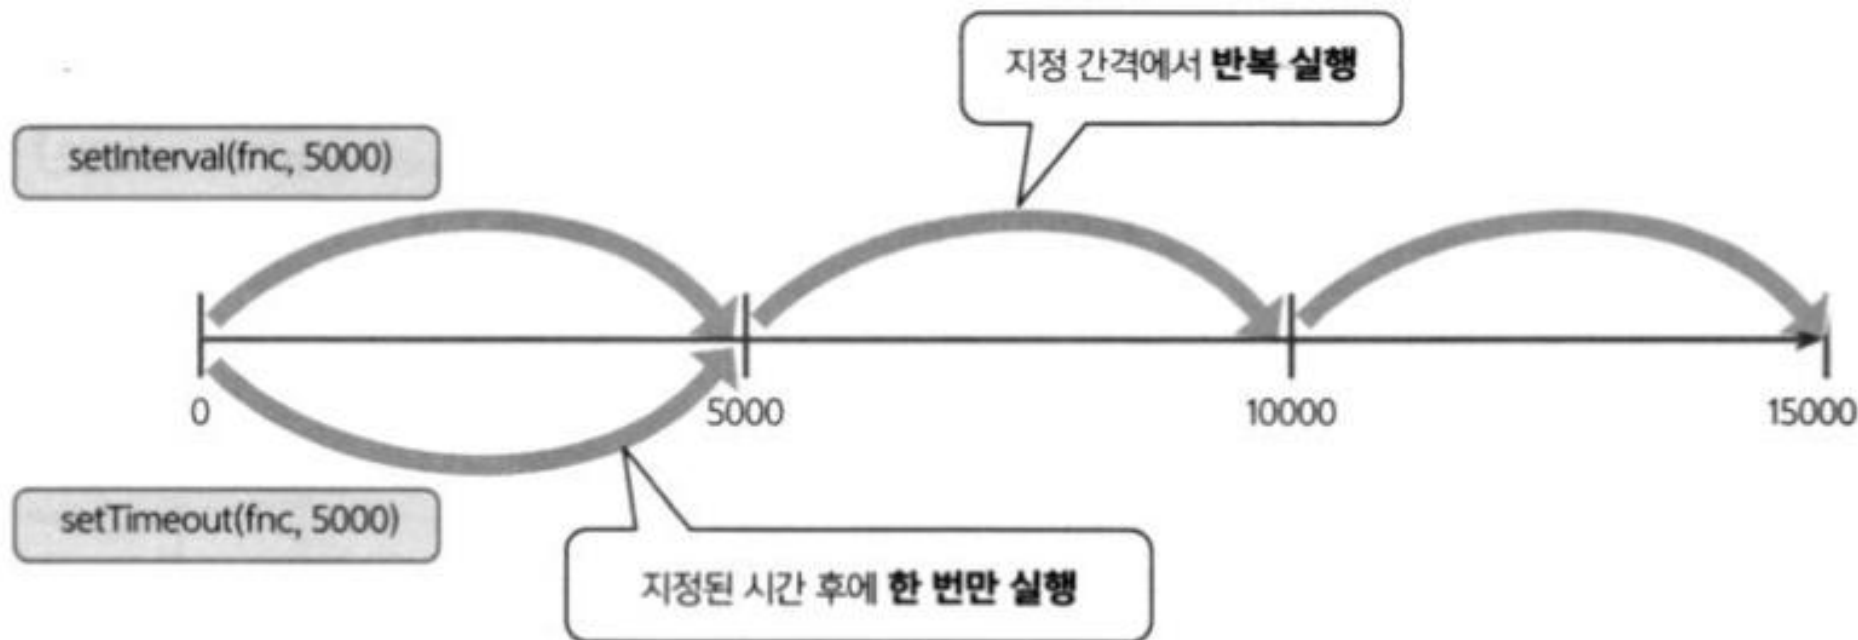 지정 간격에서 반복 실행
setInterval(fnc, 5000)
0
5000
10000
15000
setTimeout(fnc, 5000)
지정된 시간 후에 한 번만 실행